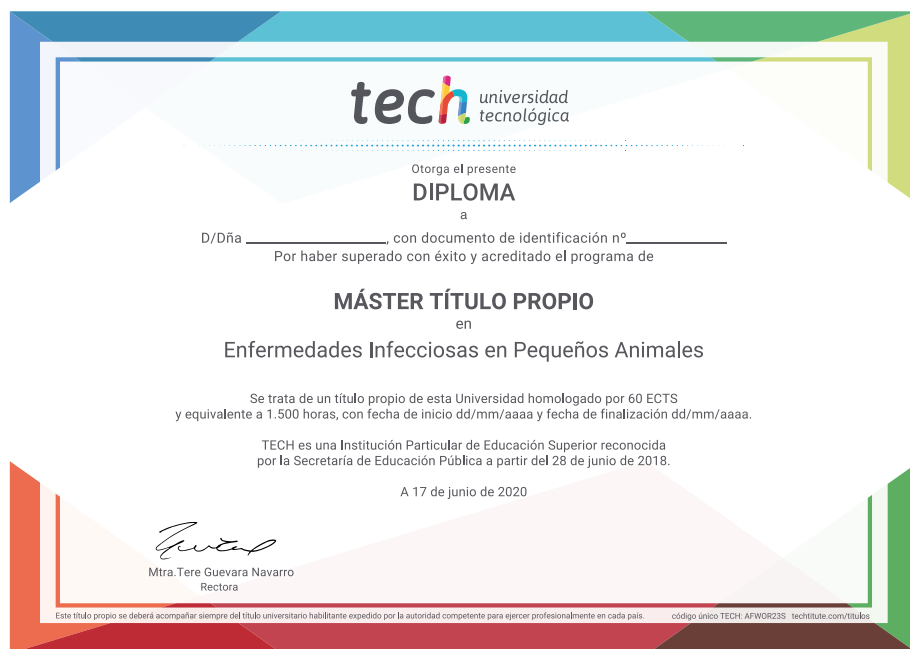 tech universidad
tecnológica
Otorga el presente
DIPLOMA
a
D/Dña ____________________, con documento de identificación nº______________
Por haber superado con éxito y acreditado el programa de
MÁSTER TÍTULO PROPIO
en
Enfermedades Infecciosas en Pequeños Animales
Se trata de un título propio de esta Universidad homologado por 60 ECTS
y equivalente a 1.500 horas, con fecha de inicio dd/mm/aaaa y fecha de finalización dd/mm/aaaa.
TECH es una Institución Particular de Educación Superior reconocida
por la Secretaría de Educación Pública a partir del 28 de junio de 2018.
A 17 de junio de 2020
Mtra.Tere Guevara Navarro
Rectora
Este título propio se deberá acompañar siempre del título universitario habilitante expedido por la autoridad competente para ejercer profesionalmente en cada país. código único TECH: AFWOR23S techtitute.com/titulos